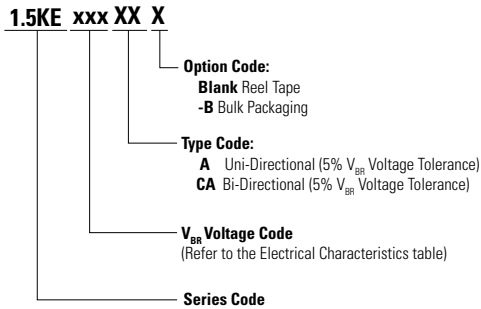 1.5KE xxx XX X
Option Code:
Blank Reel Tape
-B Bulk Packaging
Type Code:
A Uni-Directional (5% VBR Voltage Tolerance)
CA Bi-Directional (5% VBR Voltage Tolerance)
VBR Voltage Code
(Refer to the Electrical Characteristics table)
Series Code